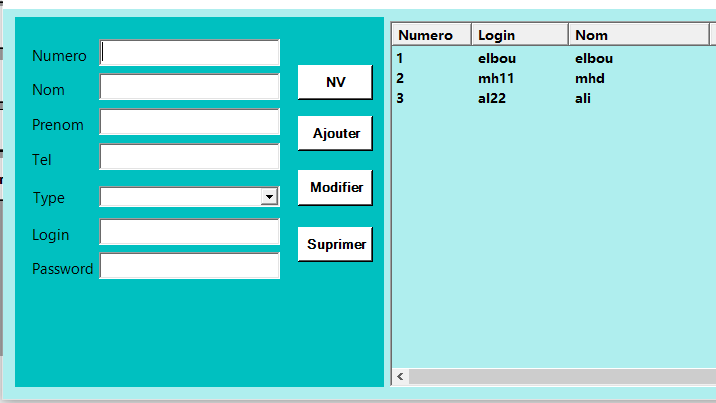 Numero
Nom
Prenom
Tel
Type
Login
Password
NV
Ajouter
Modifier
Suprimer
Numero Login Nom
1 elbou elbou
2 mh11 mhd
3 al22 ali